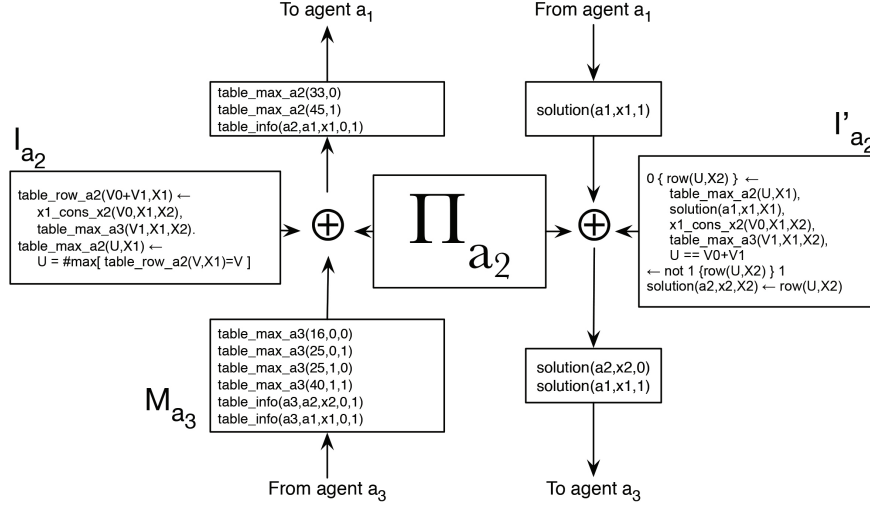 To agent a1
From agent a1
table_max_a2(33,0)
table_max_a2(45,1)
table_info(a2,a1,x1,0,1)
solution(a1,x1,1)
Ia2
I'a2
table_row_a2(V0+V1,X1) ←
x1_cons_x2(V0,X1,X2),
table_max_a3(V1,X1,X2).
table_max_a2(U,X1) ←
U = #max[ table_row_a2(V,X1)=V ]
⊕
Πa2
⊕
0 { row(U,X2) } ←
table_max_a2(U,X1),
solution(a1,x1,X1),
x1_cons_x2(V0,X1,X2),
table_max_a3(V1,X1,X2),
U == V0+V1
← not 1 {row(U,X2) } 1
solution(a2,x2,X2) ← row(U,X2)
Ma3
table_max_a3(16,0,0)
table_max_a3(25,0,1)
table_max_a3(25,1,0)
table_max_a3(40,1,1)
table_info(a3,a2,x2,0,1)
table_info(a3,a1,x1,0,1)
solution(a2,x2,0)
solution(a1,x1,1)
From agent a3
To agent a3